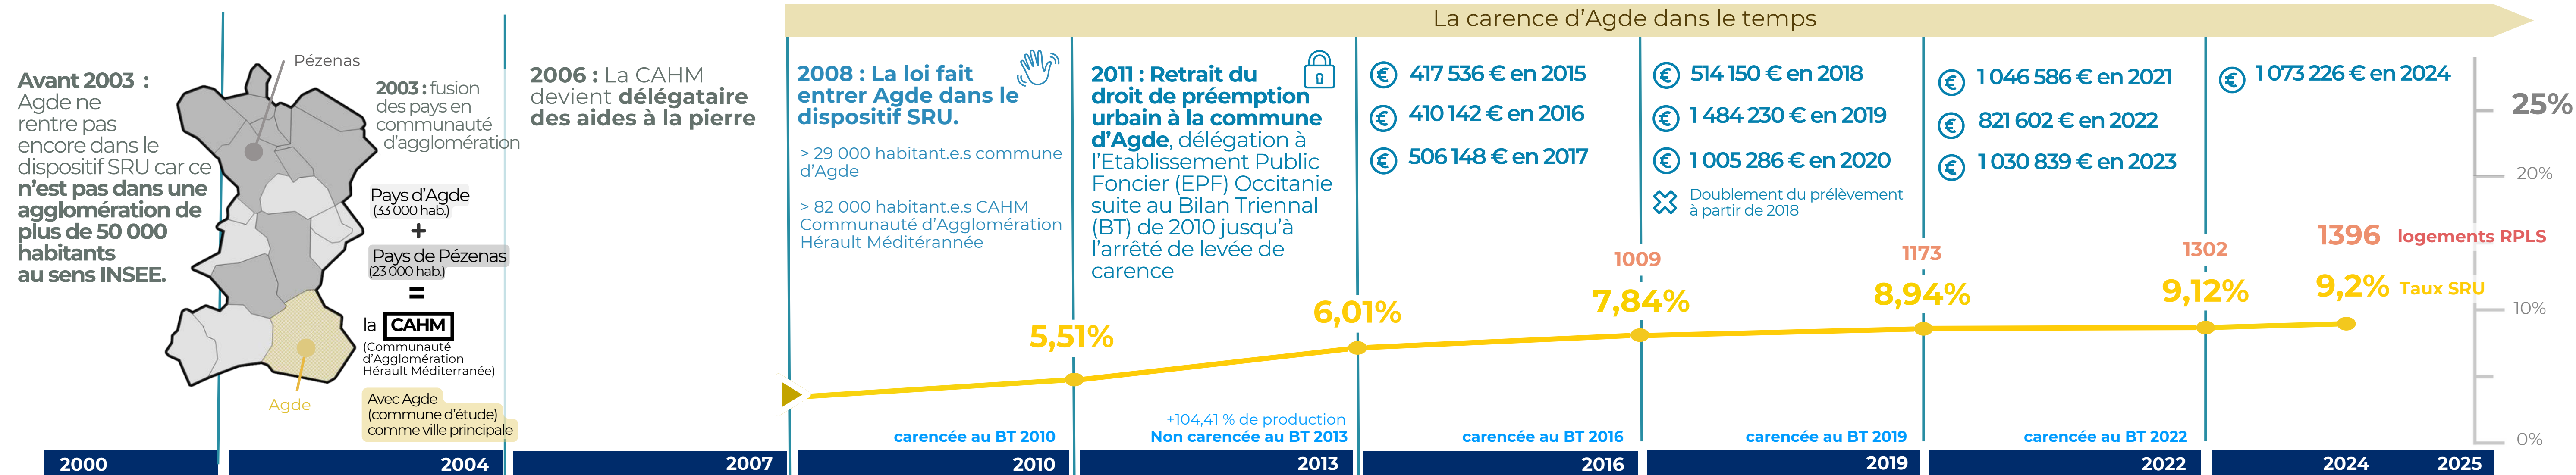 La carence d'Agde dans le temps
Avant 2003 :
Agde ne
rentre pas
encore dans le
dispositif SRU car ce
n'est pas dans une
agglomération de
plus de 50 000
habitants
au sens INSEE.
Pézenas
Agde
2003 : fusion
des pays en
communauté
d'agglomération
Pays d'Agde
(33 000 hab.)
+
Pays de Pézenas
(23 000 hab.)
=
la CAHM
(Communauté
d'Agglomération
Hérault Méditerranée)
Avec Agde
(commune d'étude)
comme ville principale
2006 : La CAHM
devient délégataire
des aides à la pierre
2008 : La loi fait
entrer Agde dans le
dispositif SRU.
> 29 000 habitant.e.s commune
d'Agde
> 82 000 habitant.e.s CAHM
Communauté d'Agglomération
Hérault Méditérannée
2011 : Retrait du
droit de préemption
urbain à la commune
d'Agde, délégation à
l'Etablissement Public
Foncier (EPF) Occitanie
suite au Bilan Triennal
(BT) de 2010 jusqu'à
l'arrêté de levée de
carence
€ 417 536 € en 2015
€ 410 142 € en 2016
€ 506 148 € en 2017
€ 514 150 € en 2018
€ 1 484 230 € en 2019
€ 1 005 286 € en 2020
Doublement du prélèvement
à partir de 2018
€ 1 046 586 € en 2021
€ 821 602 € en 2022
€ 1 030 839 € en 2023
€ 1 073 226 € en 2024
25%
20%
10%
0%
1009
1173
1302
1396 logements RPLS
5,51%
6,01%
7,84%
8,94%
9,12%
9,2% Taux SRU
+104,41 % de production
carencée au BT 2010
Non carencée au BT 2013
carencée au BT 2016
carencée au BT 2019
carencée au BT 2022
2000
2004
2007
2010
2013
2016
2019
2022
2024
2025